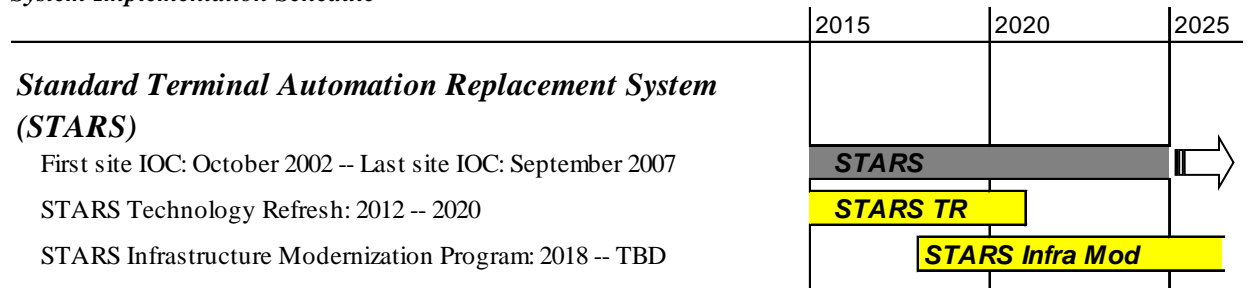 System Implementation Schedule
2015 2020 2025
Standard Terminal Automation Replacement System
(STARS)
First site IOC: October 2002 -- Last site IOC: September 2007 STARS
STARS Technology Refresh: 2012 -- 2020 STARS TR
STARS Infrastructure Modernization Program: 2018 -- TBD STARS Infra Mod